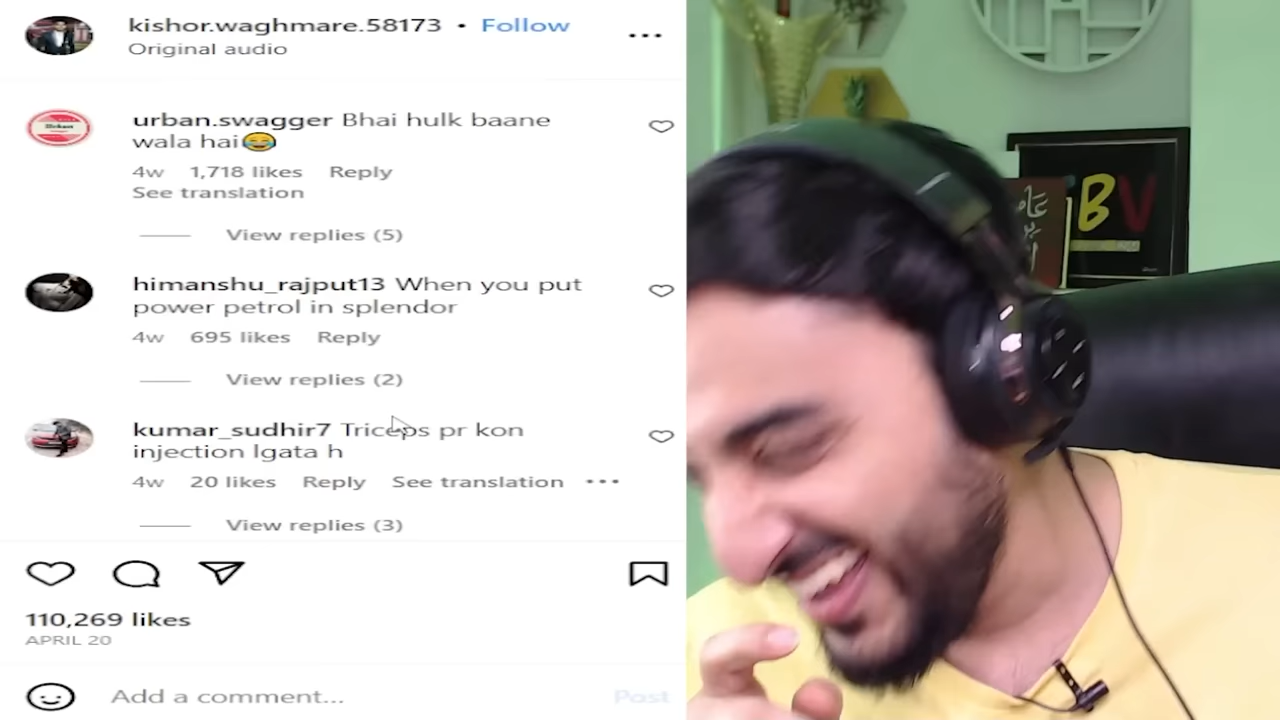 kishor.waghmare.58173 • Follow
Original audio
urban.swagger Bhai hulk baane
wala hai😂
4w 1,718 likes Reply
See translation
View replies (5)
himanshu_rajput13 When you put
power petrol in splendor
4w 695 likes Reply
View replies (2)
kumar_sudhir7 Triceps pr kon
injection lgata h
4w 20 likes Reply See translation •••
View replies (3)
110,269 likes
APRIL 20
Add a comment... Post
BV